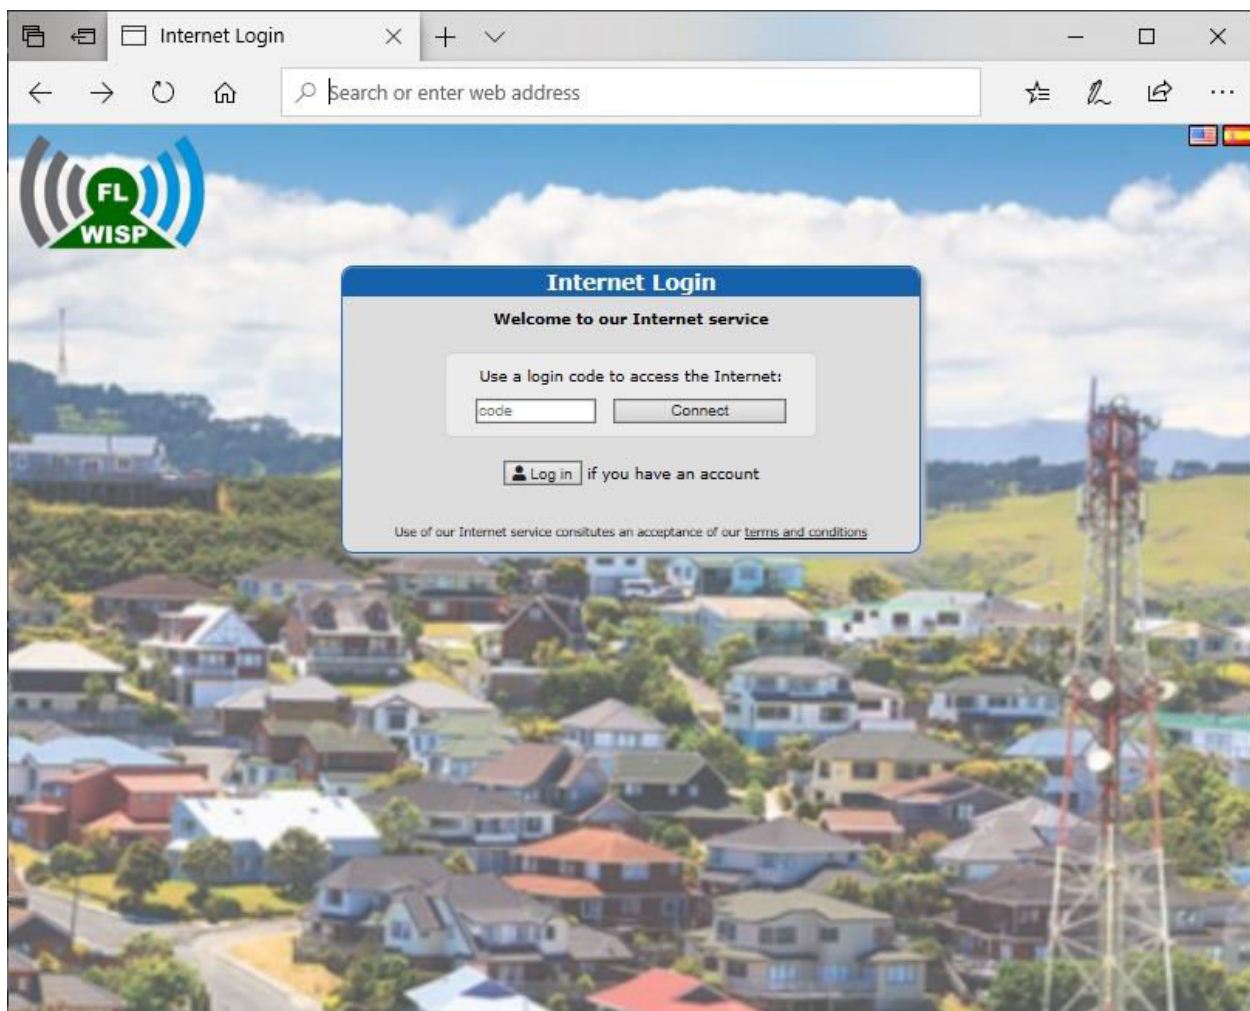 Internet Login
Search or enter web address
FL
WISP
Internet Login
Welcome to our Internet service
Use a login code to access the Internet:
code Connect
Log in if you have an account
Use of our Internet service consitutes an acceptance of our terms and conditions